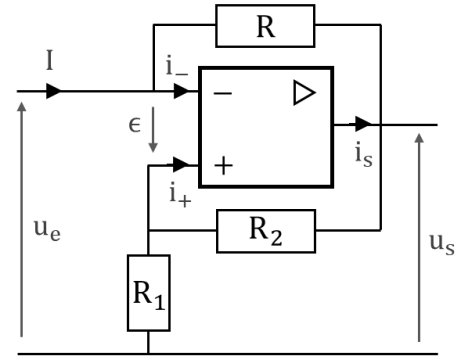 R
I
i₋
− ▷
ϵ
iₛ
+
i₊
uₑ
R₂
uₛ
R₁